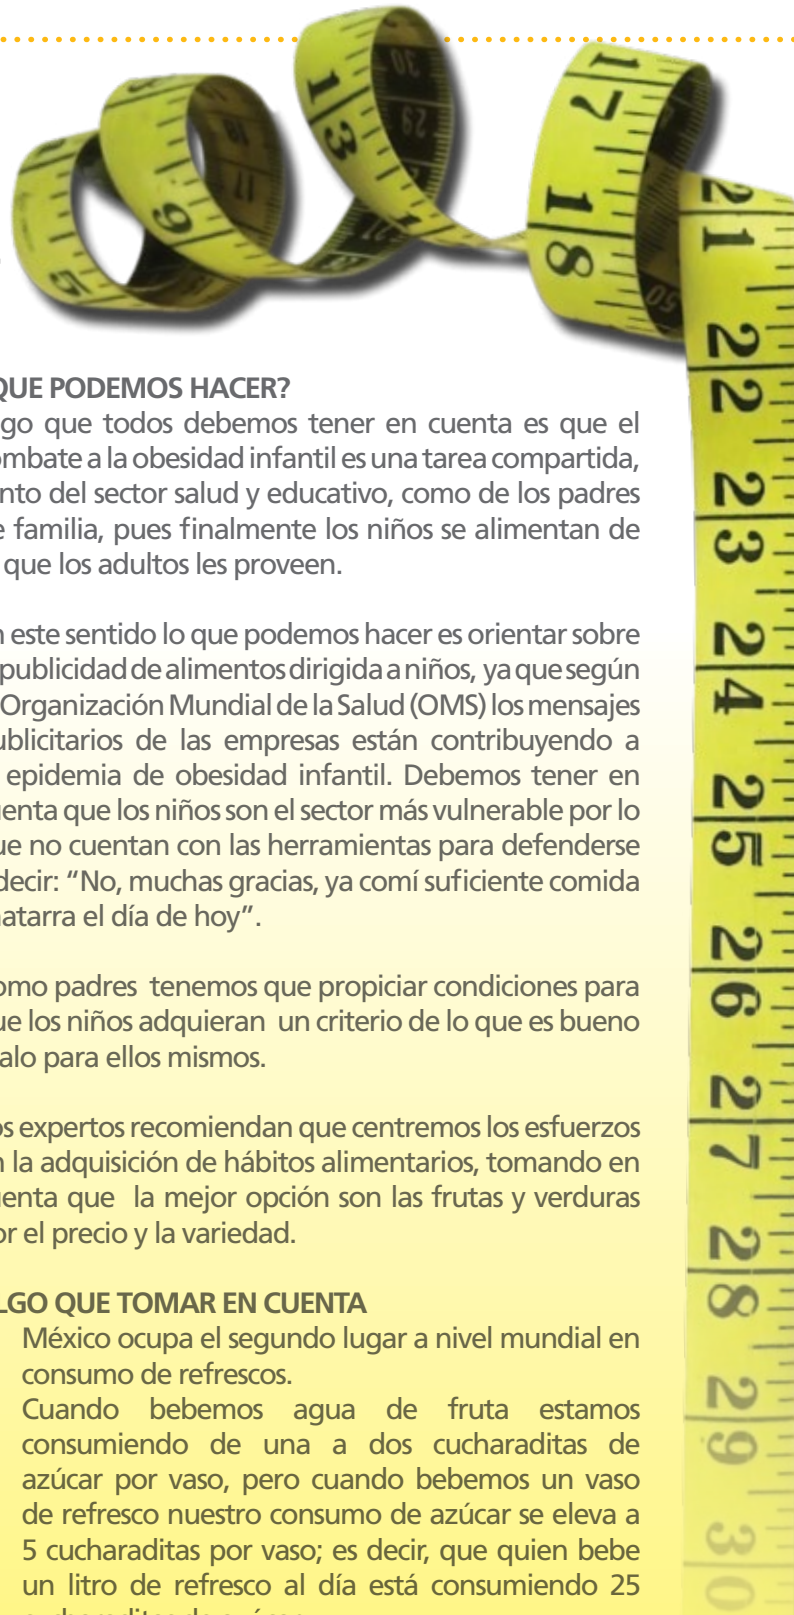 QUE PODEMOS HACER?
go que todos debemos tener en cuenta es que el
ombate a la obesidad infantil es una tarea compartida,
nto del sector salud y educativo, como de los padres
e familia, pues finalmente los niños se alimentan de
que los adultos les proveen.
n este sentido lo que podemos hacer es orientar sobre
publicidad de alimentos dirigida a niños, ya que según
Organización Mundial de la Salud (OMS) los mensajes
ublicitarios de las empresas están contribuyendo a
epidemia de obesidad infantil. Debemos tener en
uenta que los niños son el sector más vulnerable por lo
ue no cuentan con las herramientas para defenderse
decir: “No, muchas gracias, ya comí suficiente comida
hatarra el día de hoy”.
omo padres tenemos que propiciar condiciones para
ue los niños adquieran un criterio de lo que es bueno
alo para ellos mismos.
os expertos recomiendan que centremos los esfuerzos
n la adquisición de hábitos alimentarios, tomando en
uenta que la mejor opción son las frutas y verduras
or el precio y la variedad.
LGO QUE TOMAR EN CUENTA
México ocupa el segundo lugar a nivel mundial en
consumo de refrescos.
Cuando bebemos agua de fruta estamos
consumiendo de una a dos cucharaditas de
azúcar por vaso, pero cuando bebemos un vaso
de refresco nuestro consumo de azúcar se eleva a
5 cucharaditas por vaso; es decir, que quien bebe
un litro de refresco al día está consumiendo 25
17
18
21
22
23
24
25
26
27
28
29
30